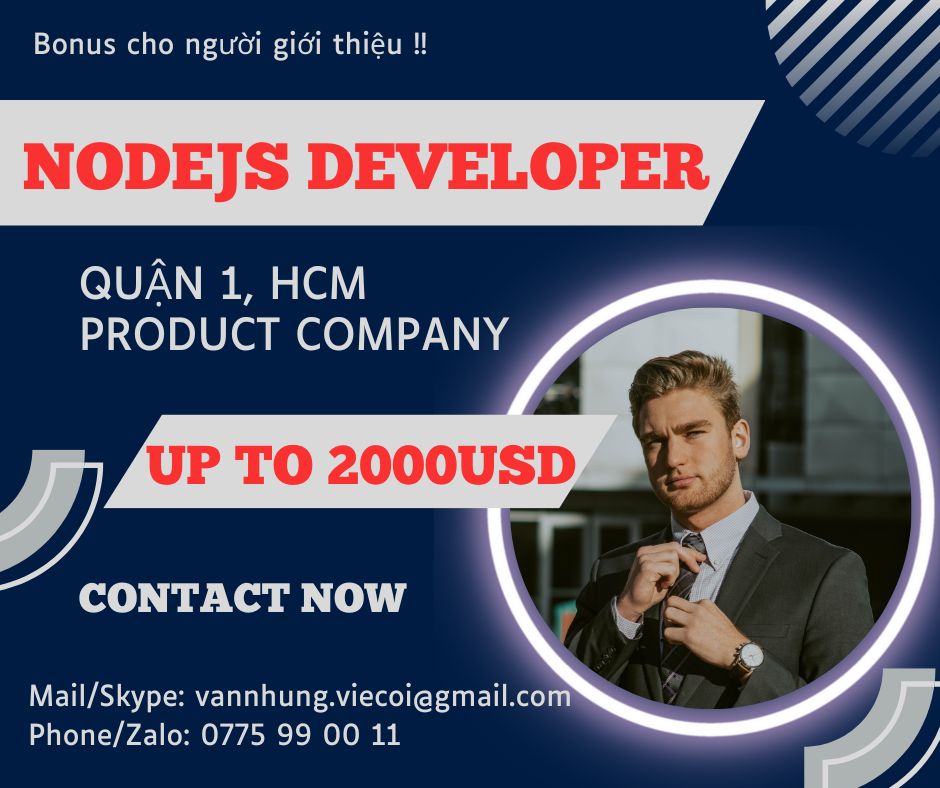 Bonus cho người giới thiệu !!
NODEJS DEVELOPER
QUẬN 1, HCM
PRODUCT COMPANY
UP TO 2000USD
CONTACT NOW
Mail/Skype: vannhung.viecoi@gmail.com
Phone/Zalo: 0775 99 00 11